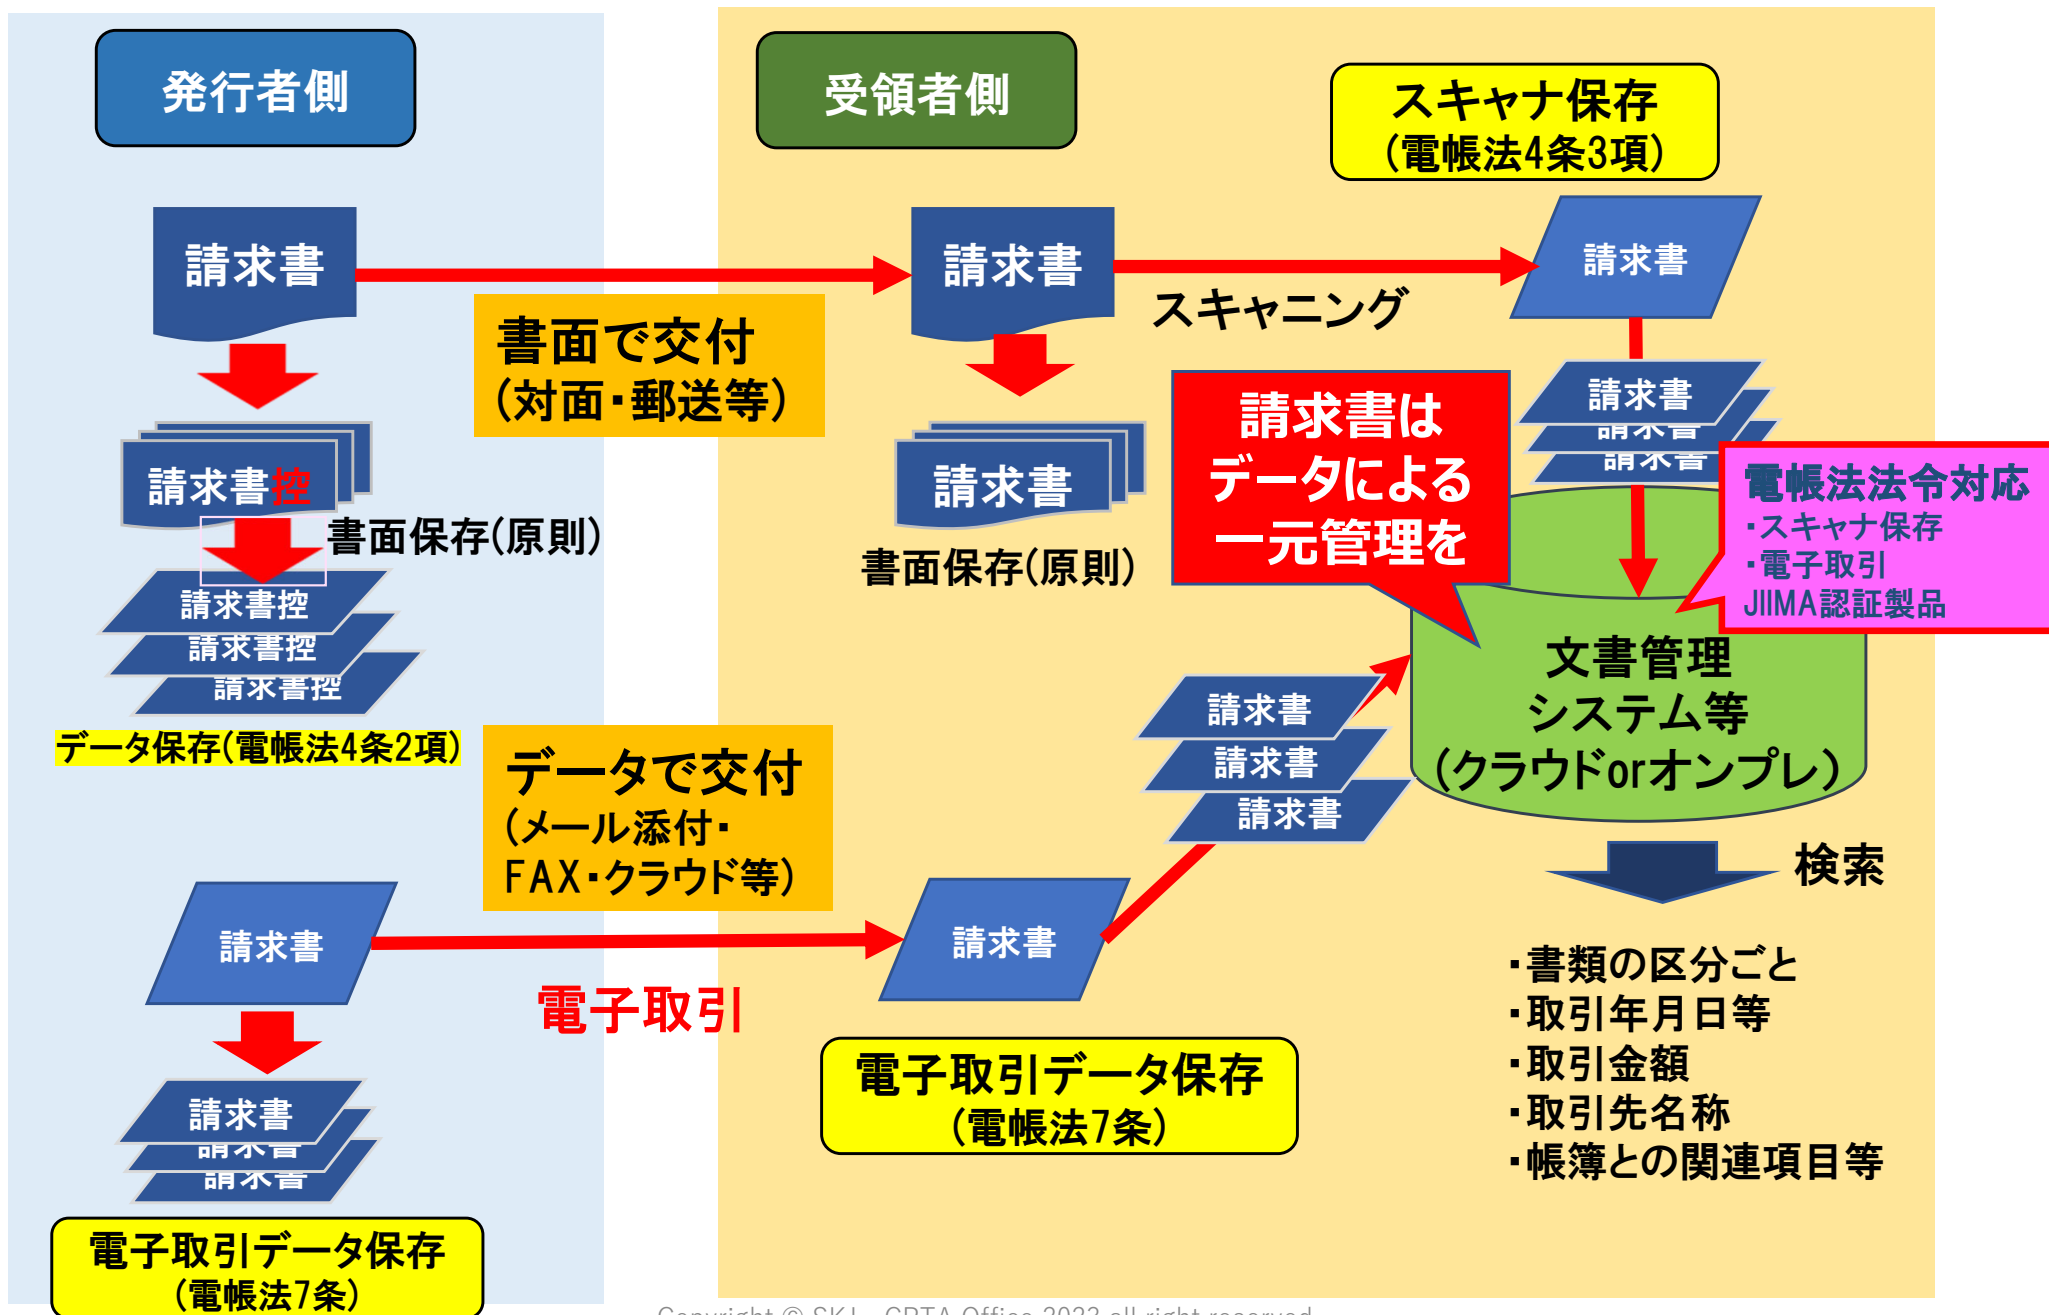 発行者側
受領者側
スキャナ保存
(電帳法4条3項)
請求書
請求書
請求書
書面で交付
(対面・郵送等)
スキャニング
請求書控
書面保存(原則)
請求書控
請求書控
請求書控
データ保存(電帳法4条2項)
請求書
書面保存(原則)
請求書は
データによる
一元管理を
請求書
請求書
請求書
電帳法法令対応
・スキャナ保存
・電子取引
JIIMA認証製品
文書管理
システム等
(クラウドorオンプレ)
請求書
請求書
請求書
データで交付
(メール添付・
FAX・クラウド等)
請求書
電子取引
請求書
検索
・書類の区分ごと
・取引年月日等
・取引金額
・取引先名称
・帳簿との関連項目等
請求書
請求書
請求書
電子取引データ保存
(電帳法7条)
電子取引データ保存
(電帳法7条)